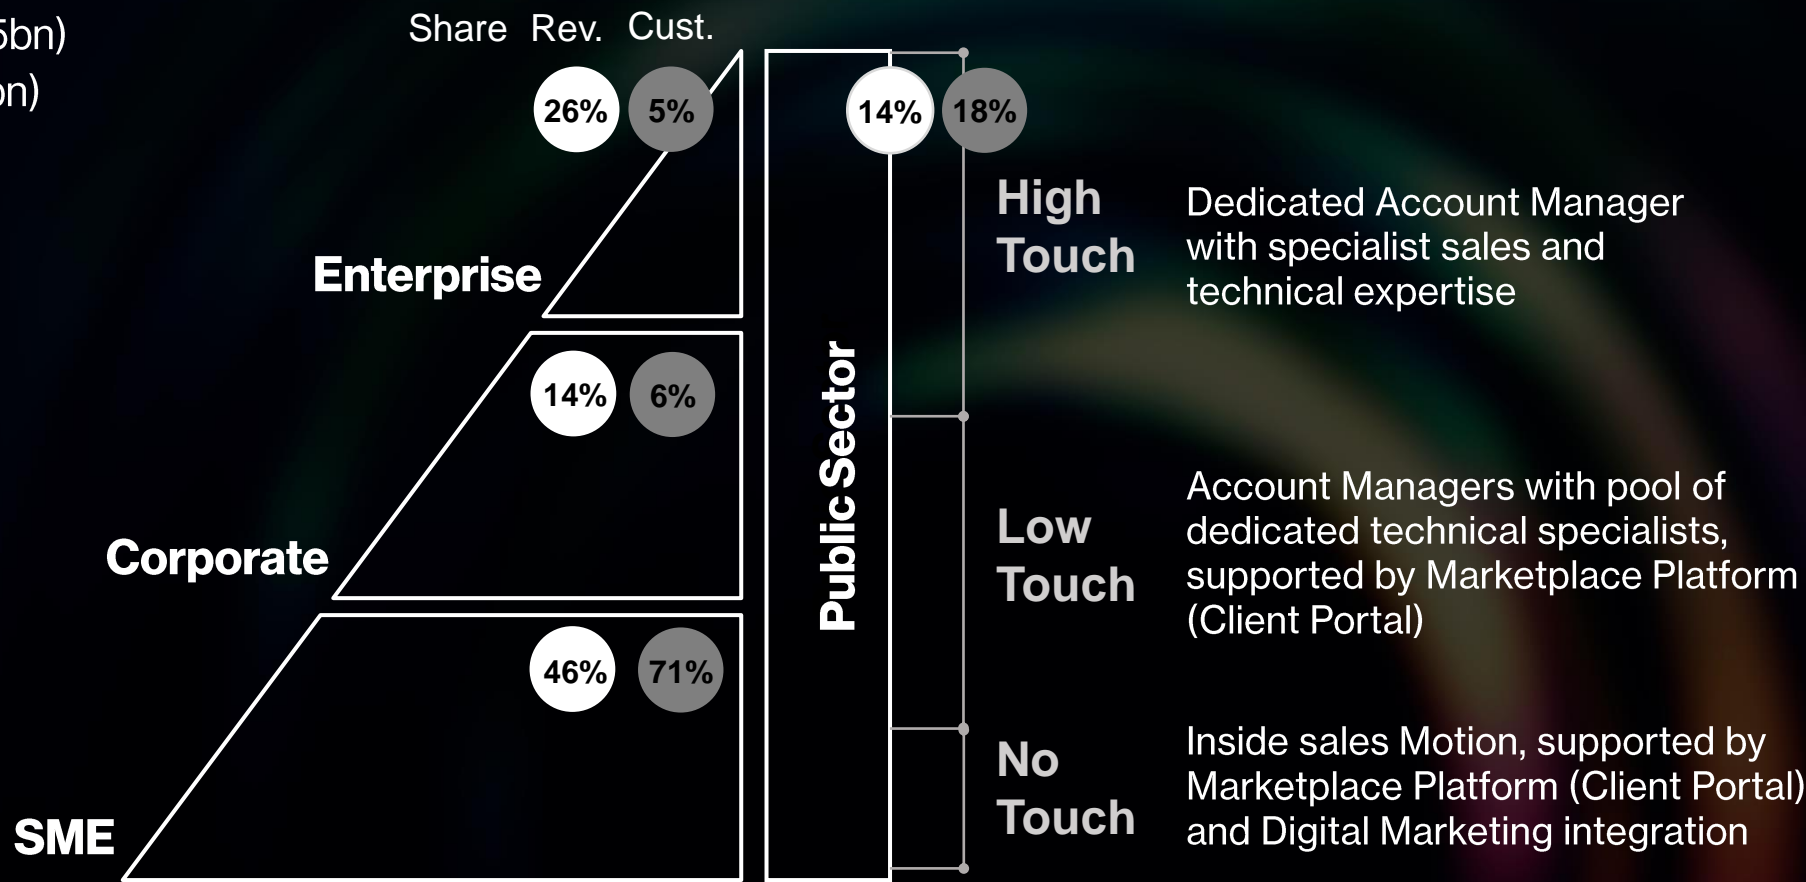 5bn)
on)
Share Rev. Cust.
26% 5%
14% 18%
Enterprise
High
Touch
Dedicated Account Manager
with specialist sales and
technical expertise
14% 6%
Corporate
Public Sector
Low
Touch
Account Managers with pool of
dedicated technical specialists,
supported by Marketplace Platform
(Client Portal)
46% 71%
SME
No
Touch
Inside sales Motion, supported by
Marketplace Platform (Client Portal)
and Digital Marketing integration